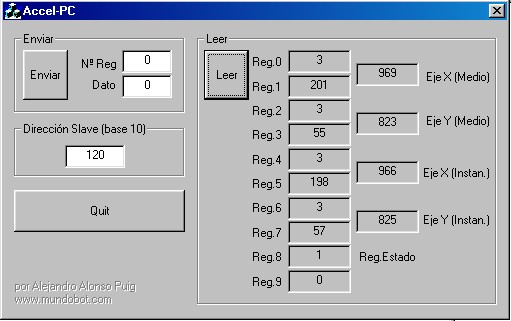 Accel-PC
Enviar
Enviar
Nº Reg 0
Dato 0
Dirección Slave (base 10)
120
Quit
por Alejandro Alonso Puig
www.mundobot.com
Leer
Leer
Reg.0 3
Reg.1 201
969 Eje X (Medio)
Reg.2 3
Reg.3 55
823 Eje Y (Medio)
Reg.4 3
Reg.5 198
966 Eje X (Instan.)
Reg.6 3
Reg.7 57
825 Eje Y (Instan.)
Reg.8 1 Reg.Estado
Reg.9 0